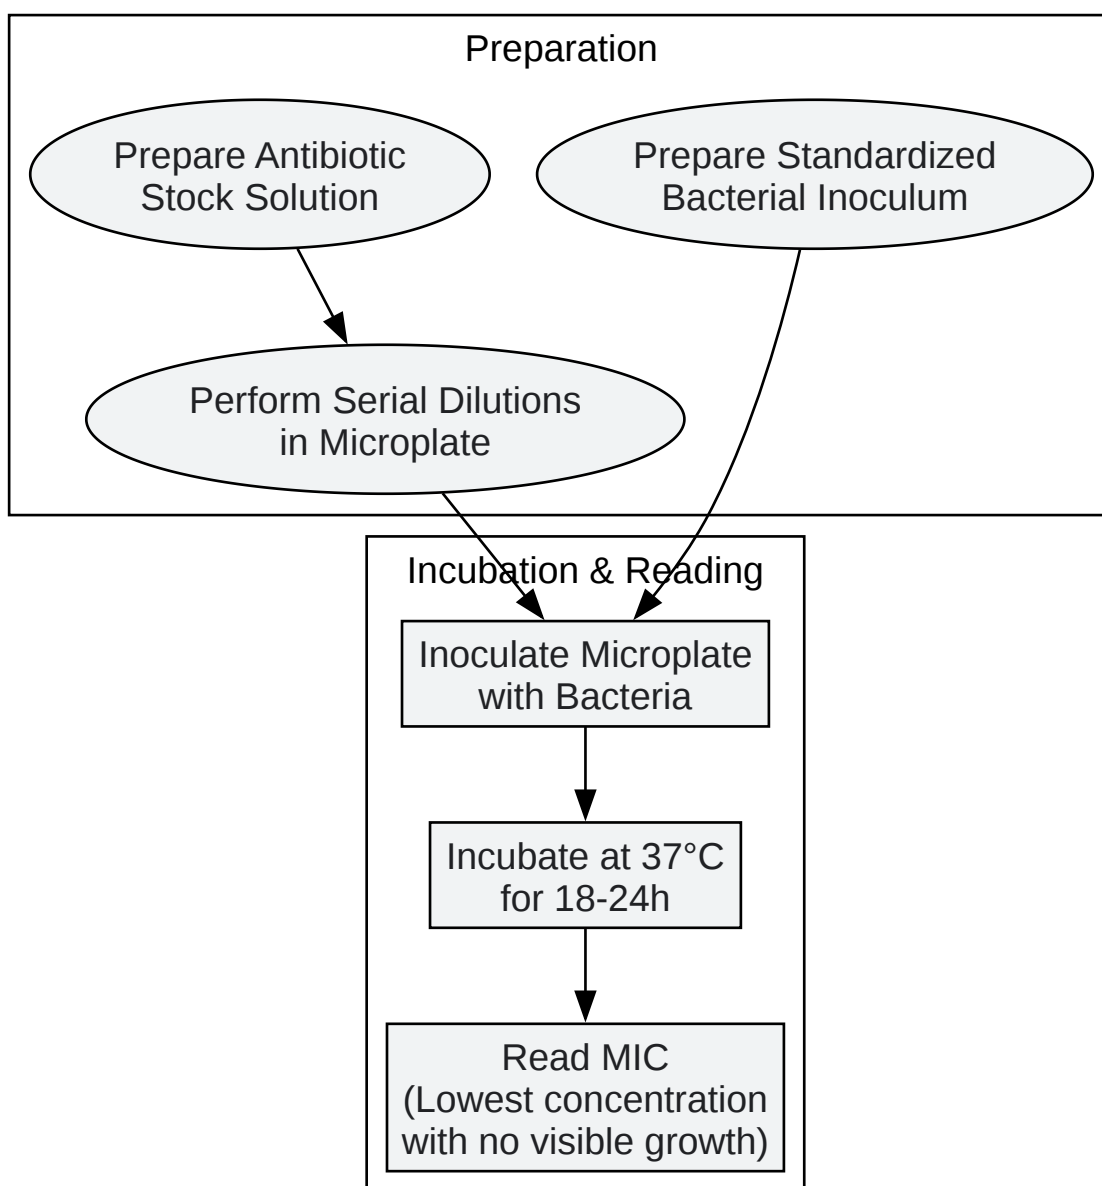 Preparation
Prepare Antibiotic
Stock Solution
Prepare Standardized
Bacterial Inoculum
Perform Serial Dilutions
in Microplate
Incubation & Reading
Inoculate Microplate
with Bacteria
Incubate at 37°C
for 18-24h
Read MIC
(Lowest concentration
with no visible growth)